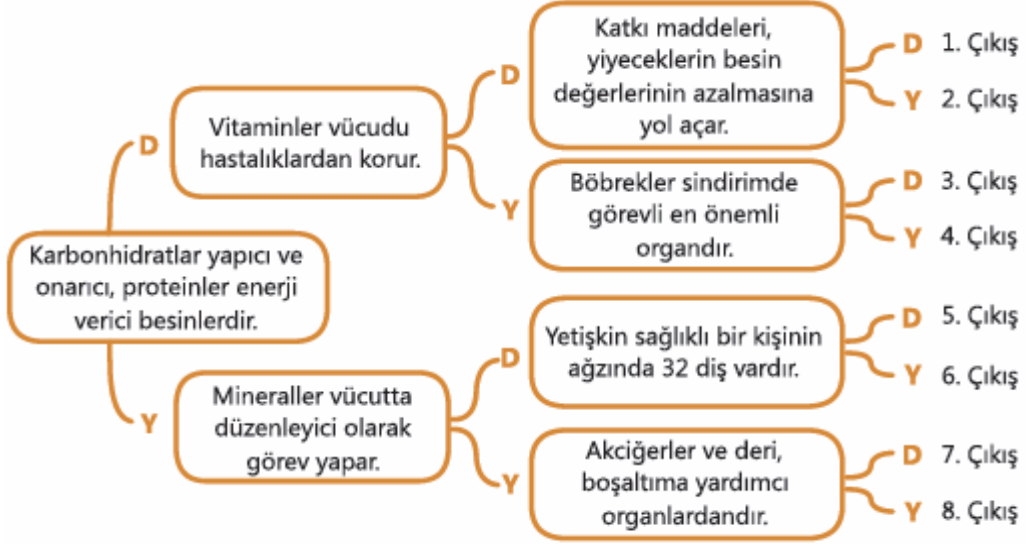 Karbonhidratlar yapıcı ve
onarıcı, proteinler enerji
verici besinlerdir.
D
Vitaminler vücudu
hastalıklardan korur.
D
Katkı maddeleri,
yiyeceklerin besin
değerlerinin azalmasına
yol açar.
D 1. Çıkış
Y 2. Çıkış
Y
Böbrekler sindirimde
görevli en önemli
organdır.
D 3. Çıkış
Y 4. Çıkış
Y
Mineraller vücutta
düzenleyici olarak
görev yapar.
D
Yetişkin sağlıklı bir kişinin
ağzında 32 diş vardır.
D 5. Çıkış
Y 6. Çıkış
Y
Akciğerler ve deri,
boşaltıma yardımcı
organlardandır.
D 7. Çıkış
Y 8. Çıkış